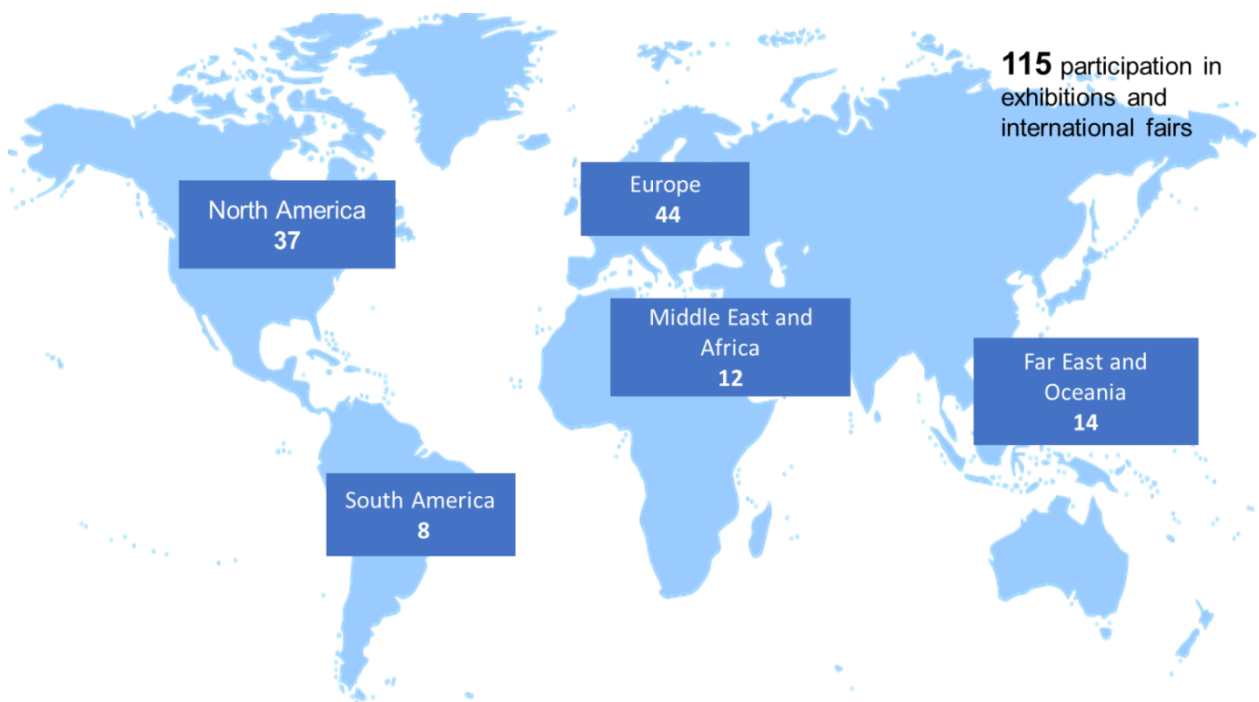 115 participation in
exhibitions and
international fairs
Europe
44
North America
37
Middle East and
Africa
12
Far East and
Oceania
14
South America
8